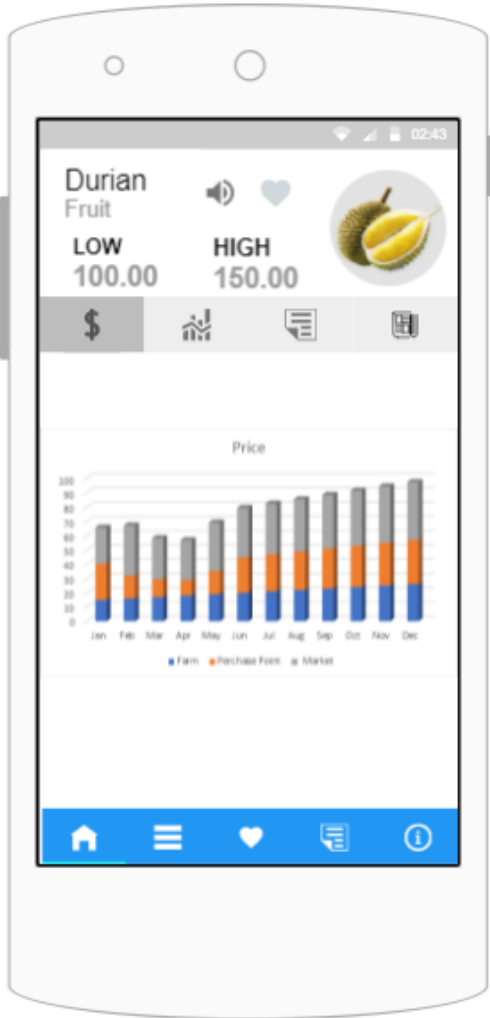 02:43
Durian
Fruit
LOW HIGH
100.00 150.00
$
Price
100
90
80
70
60
50
40
30
20
10
0
Jan Feb Mar Apr May Jun Jul Aug Sep Oct Nov Dec
Farm Perchase Point Market